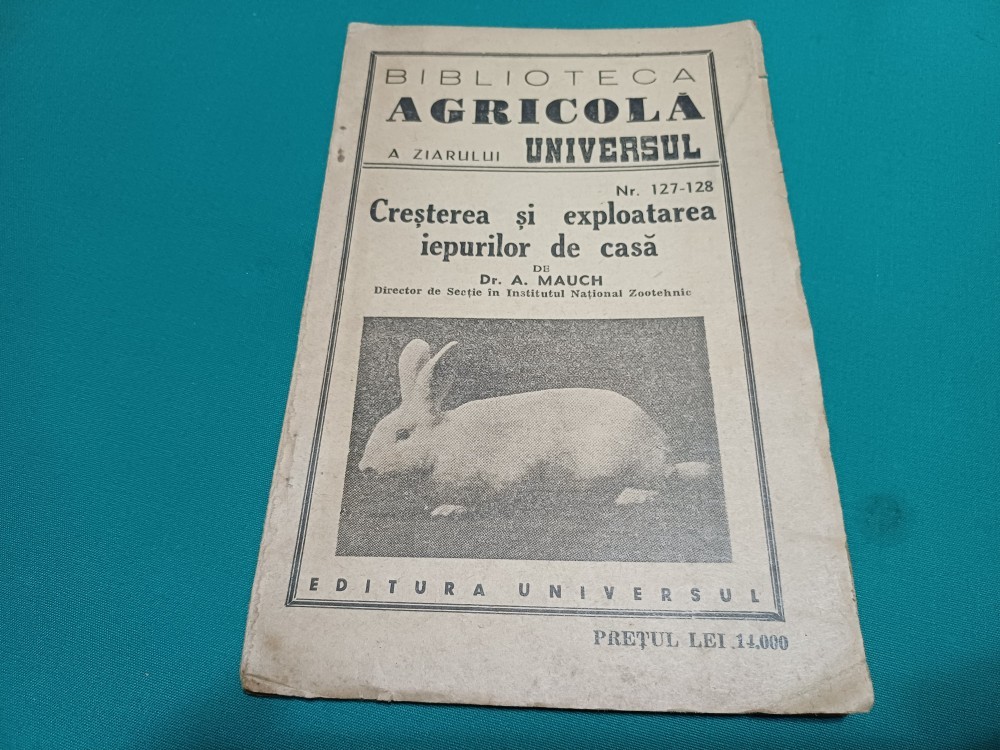 BIBLIOTECA
AGRICOLĂ
A ZIARULUI UNIVERSUL
Nr. 127-128
Creșterea și exploatarea
iepurilor de casă
DE
Dr. A. MAUCH
Director de Secție în Institutul Național Zootehnic
EDITURA UNIVERSUL
PREȚUL LEI 14.000